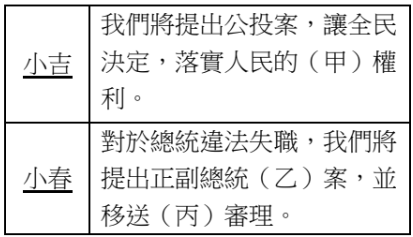 小吉
我們將提出公投案，讓全民
決定，落實人民的（甲）權
利。
小春
對於總統違法失職，我們將
提出正副總統（乙）案，並
移送（丙）審理。